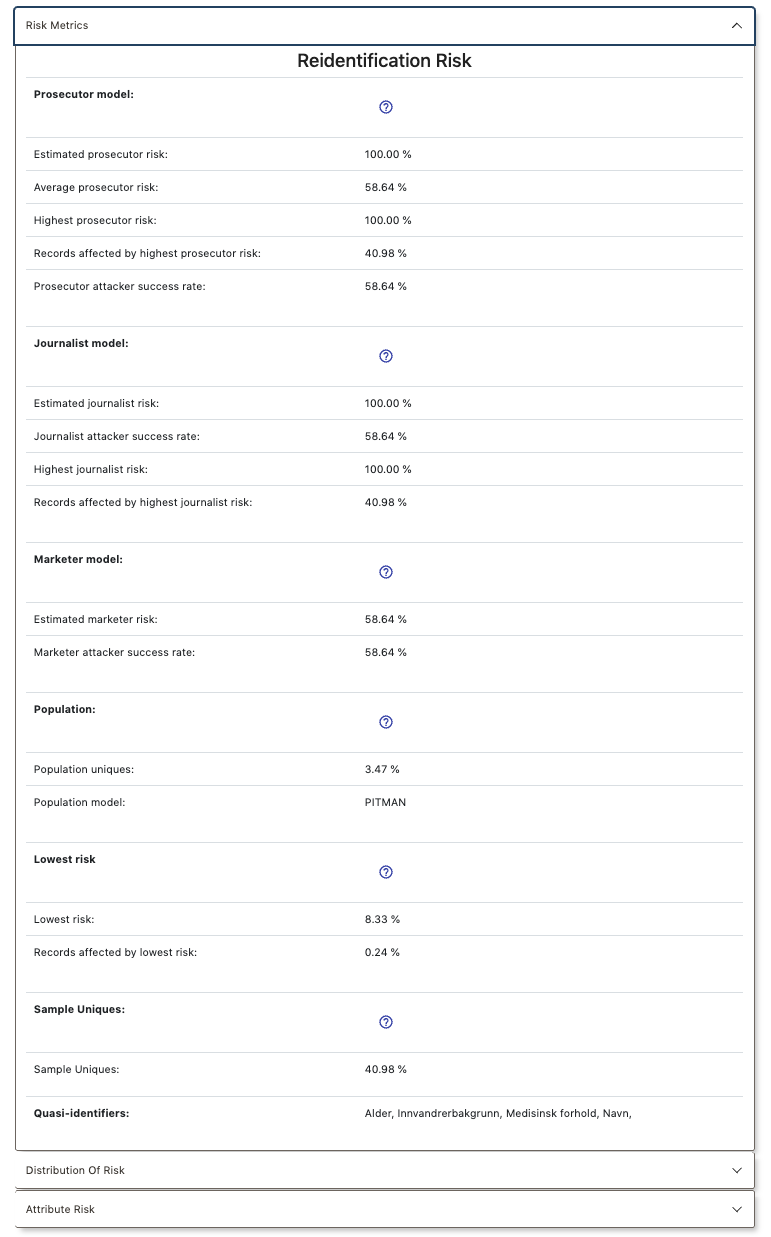 Risk Metrics
Reidentification Risk
Prosecutor model:
Estimated prosecutor risk: 100.00 %
Average prosecutor risk: 58.64 %
Highest prosecutor risk: 100.00 %
Records affected by highest prosecutor risk: 40.98 %
Prosecutor attacker success rate: 58.64 %
Journalist model:
Estimated journalist risk: 100.00 %
Journalist attacker success rate: 58.64 %
Highest journalist risk: 100.00 %
Records affected by highest journalist risk: 40.98 %
Marketer model:
Estimated marketer risk: 58.64 %
Marketer attacker success rate: 58.64 %
Population:
Population uniques: 3.47 %
Population model: PITMAN
Lowest risk
Lowest risk: 8.33 %
Records affected by lowest risk: 0.24 %
Sample Uniques:
Sample Uniques: 40.98 %
Quasi-identifiers: Alder, Innvandrerbakgrunn, Medisinsk forhold, Navn,
Distribution Of Risk
Attribute Risk